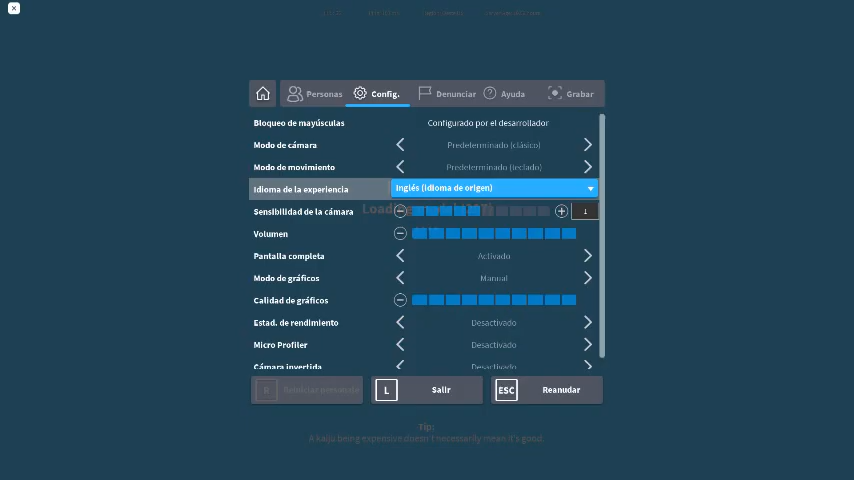 Personas Config. Denunciar Ayuda Grabar
Bloqueo de mayúsculas Configurado por el desarrollador
Modo de cámara Predeterminado (clásico)
Modo de movimiento Predeterminado (teclado)
Idioma de la experiencia Inglés (idioma de origen)
Sensibilidad de la cámara 1
Volumen
Pantalla completa Activado
Modo de gráficos Manual
Calidad de gráficos
Estad. de rendimiento Desactivado
Micro Profiler Desactivado
Cámara invertida Desactivado
R Reiniciar personaje L Salir ESC Reanudar
Tip:
A kaiju being expensive doesn't necessarily mean it's good.